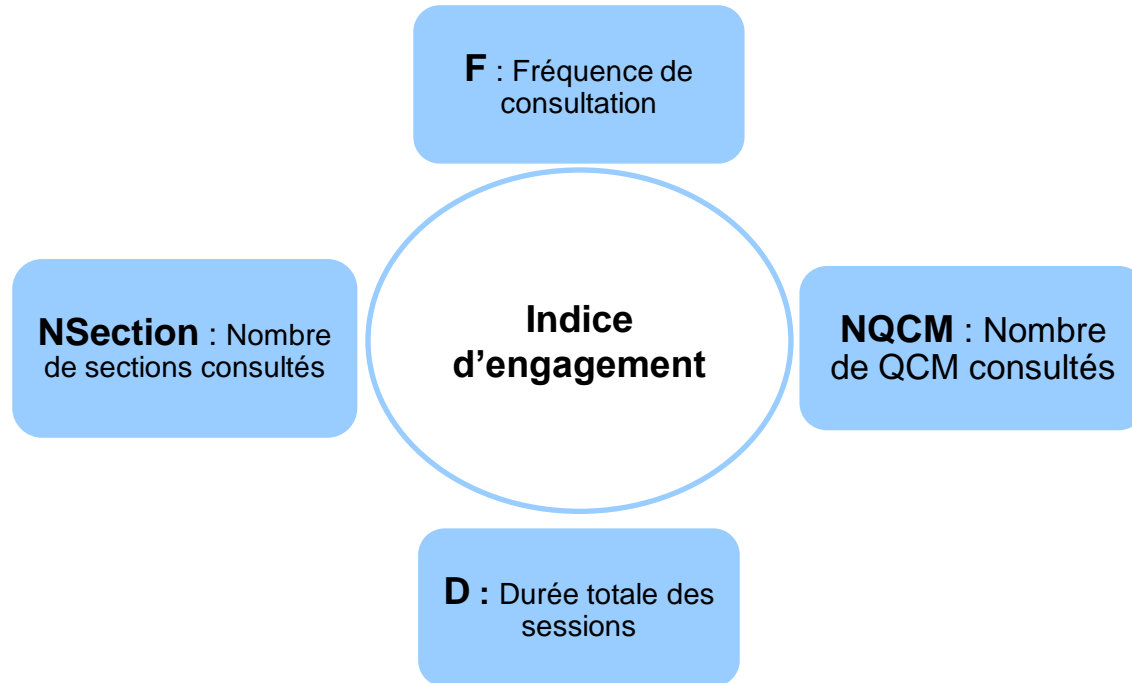 F : Fréquence de
consultation
NSection : Nombre
de sections consultés
Indice
d’engagement
NQCM : Nombre
de QCM consultés
D : Durée totale des
sessions